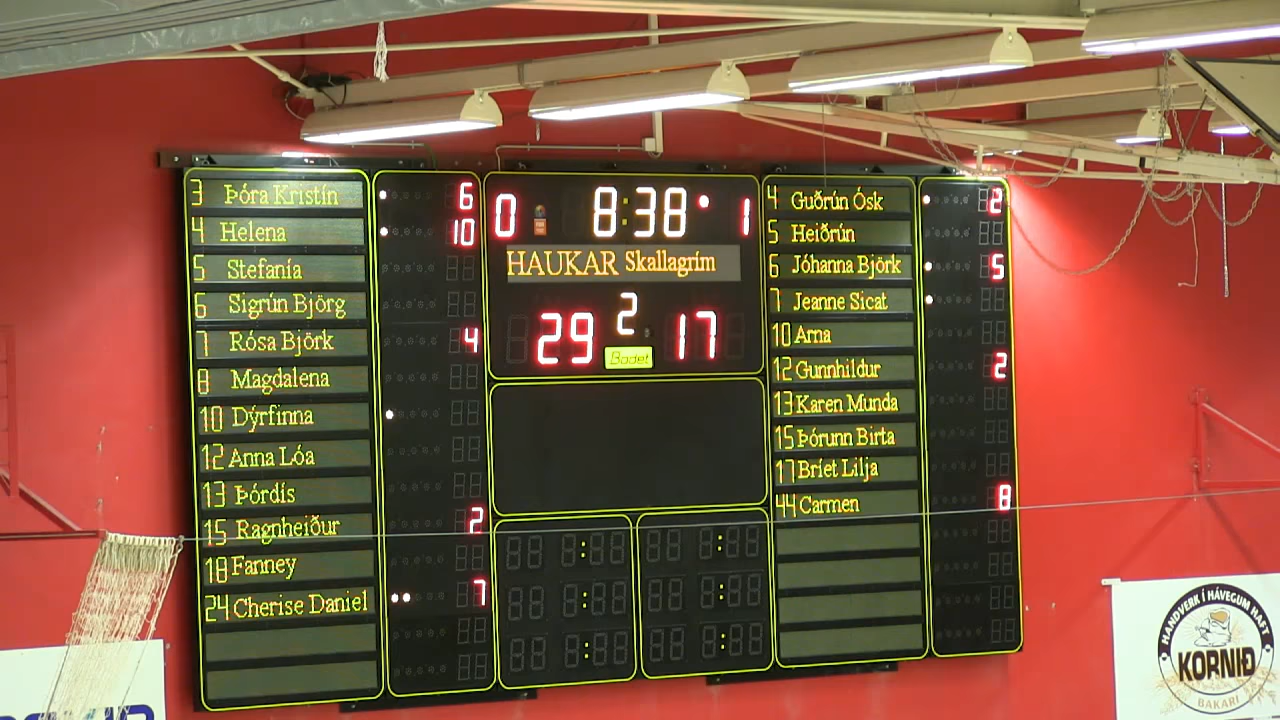 3 Þóra Kristín 6
4 Helena 10
5 Stefanía
6 Sigrún Björg
7 Rósa Björk 4
8 Magdalena
10 Dýrfinna
12 Anna Lóa
13 Þórdís
15 Ragnheiður 2
18 Fanney
24 Cherise Daniel 7
0 8:38 1
HAUKAR Skallagrím
2
29 17
Bodet
4 Guðrún Ósk 2
5 Heiðrún
6 Jóhanna Björk 5
7 Jeanne Sicat
10 Arna
12 Gunnhildur 2
13 Karen Munda
15 Þórunn Birta
17 Bríet Lilja
44 Carmen 8
HANDVERK Í HÁVEGUM HAFT
KORNIÐ
BAKARÍ